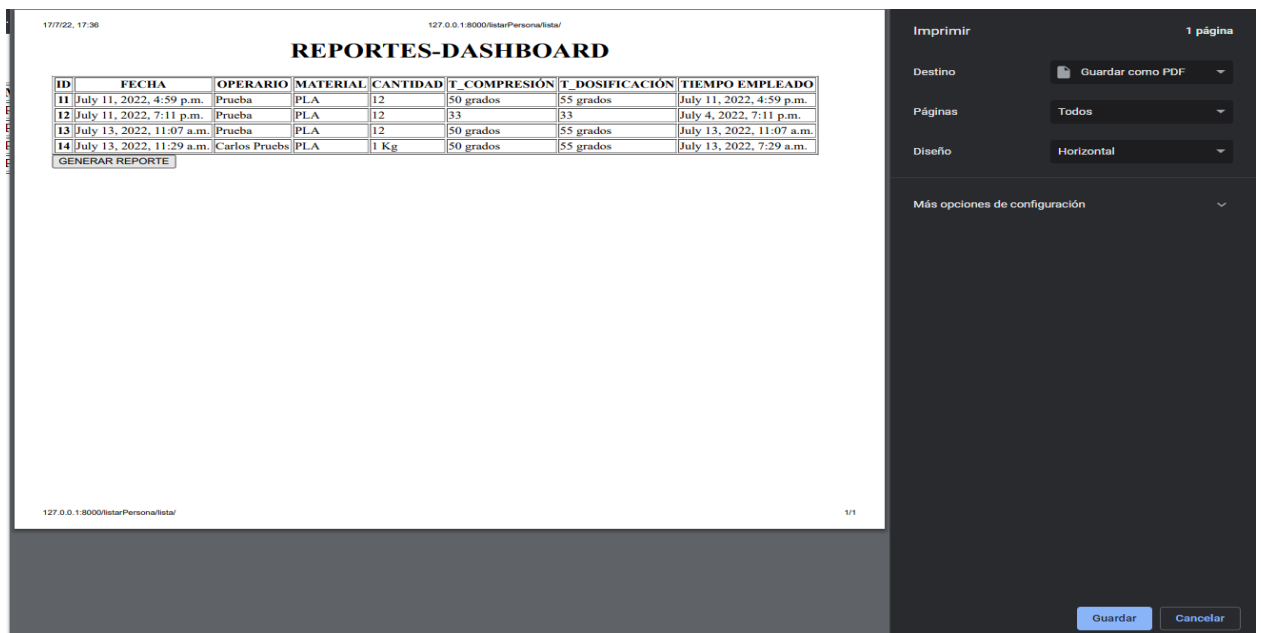 17/7/22, 17:36 127.0.0.1:8000/listarPersona/lista/
REPORTES-DASHBOARD
ID FECHA OPERARIO MATERIAL CANTIDAD T_COMPRESIÓN T_DOSIFICACIÓN TIEMPO EMPLEADO
11 July 11, 2022, 4:59 p.m. Prueba PLA 12 50 grados 55 grados July 11, 2022, 4:59 p.m.
12 July 11, 2022, 7:11 p.m. Prueba PLA 12 33 33 July 4, 2022, 7:11 p.m.
13 July 13, 2022, 11:07 a.m. Prueba PLA 12 50 grados 55 grados July 13, 2022, 11:07 a.m.
14 July 13, 2022, 11:29 a.m. Carlos Pruebs PLA 1 Kg 50 grados 55 grados July 13, 2022, 7:29 a.m.
GENERAR REPORTE
127.0.0.1:8000/listarPersona/lista/ 1/1
Imprimir 1 página
Destino Guardar como PDF
Páginas Todos
Diseño Horizontal
Más opciones de configuración
Guardar Cancelar